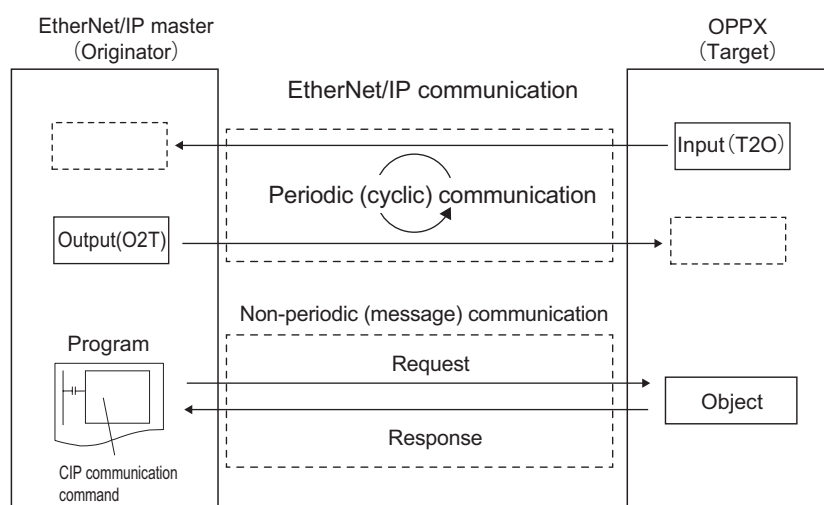 EtherNet/IP master
（Originator）
OPPX
（Target）
EtherNet/IP communication
Input（T2O）
Periodic (cyclic) communication
Output(O2T)
Non-periodic (message) communication
Program
Request
Object
Response
CIP communication
command